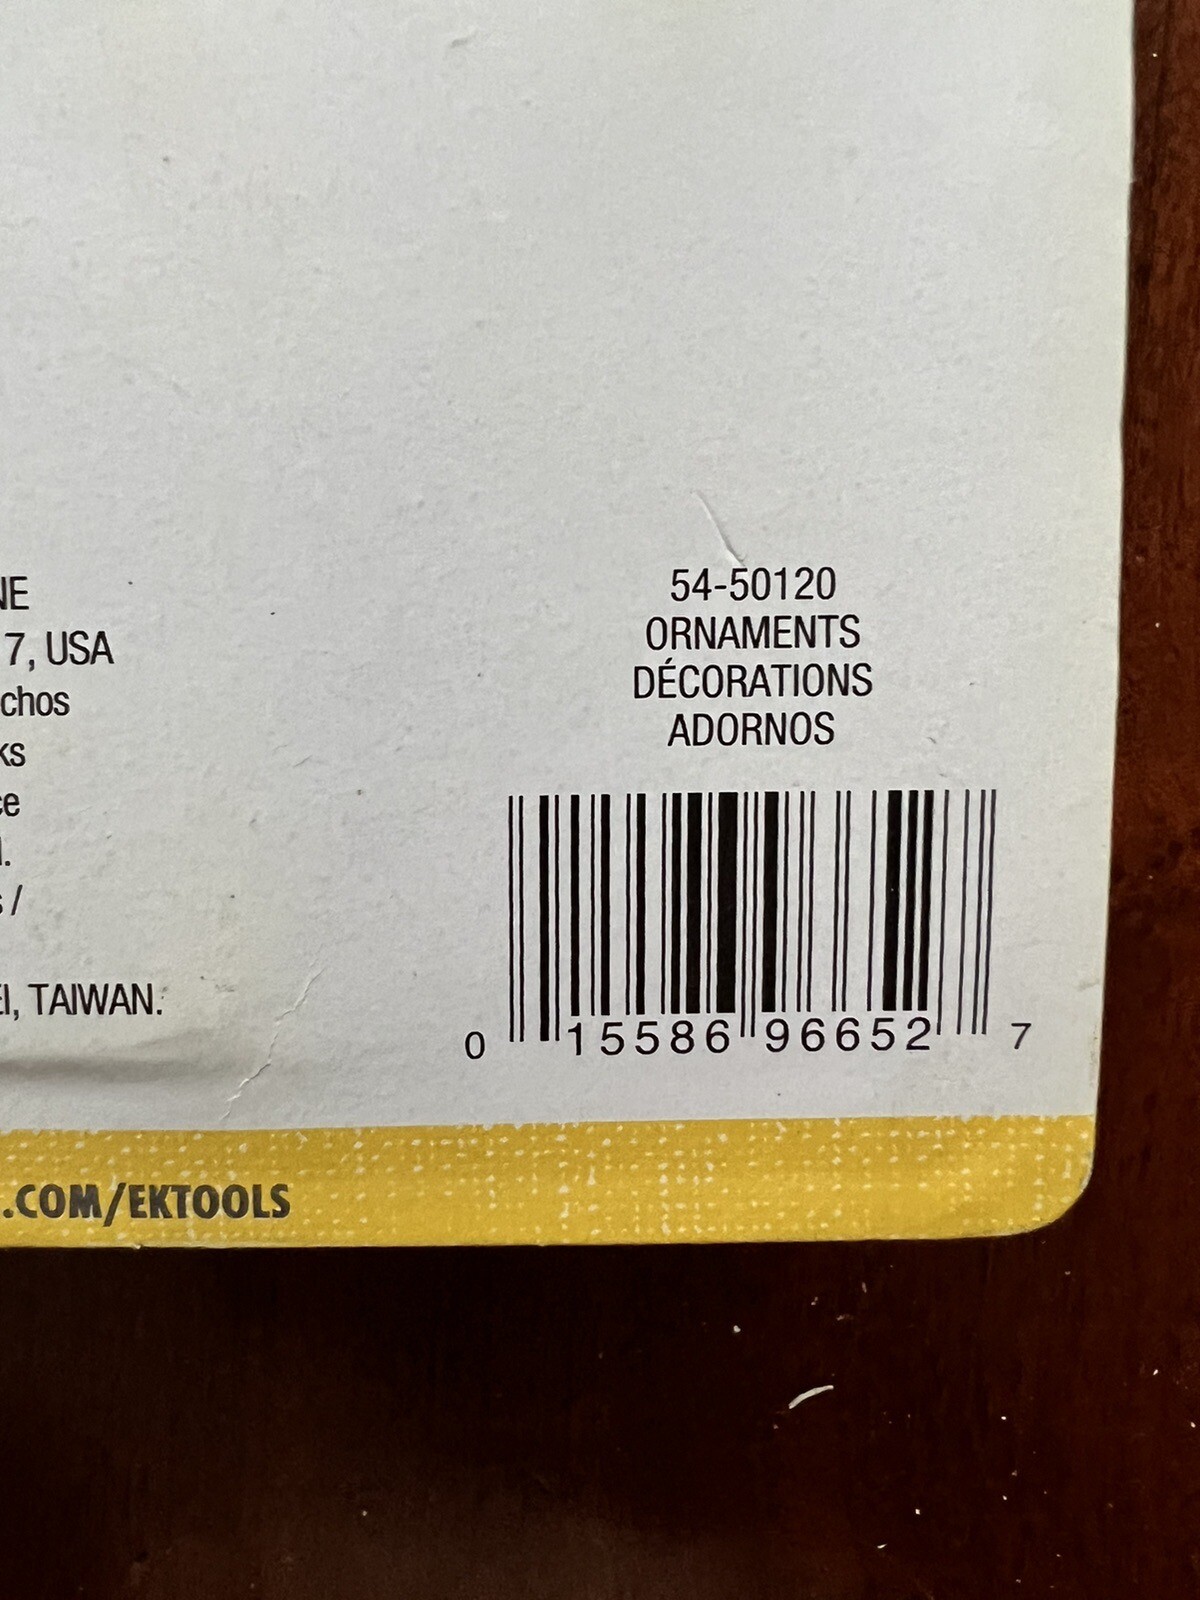 NE
7, USA
chos
ks
ce
l.
s /
EI, TAIWAN.
54-50120
ORNAMENTS
DÉCORATIONS
ADORNOS
0 15586 96652 7
.COM/EKTOOLS